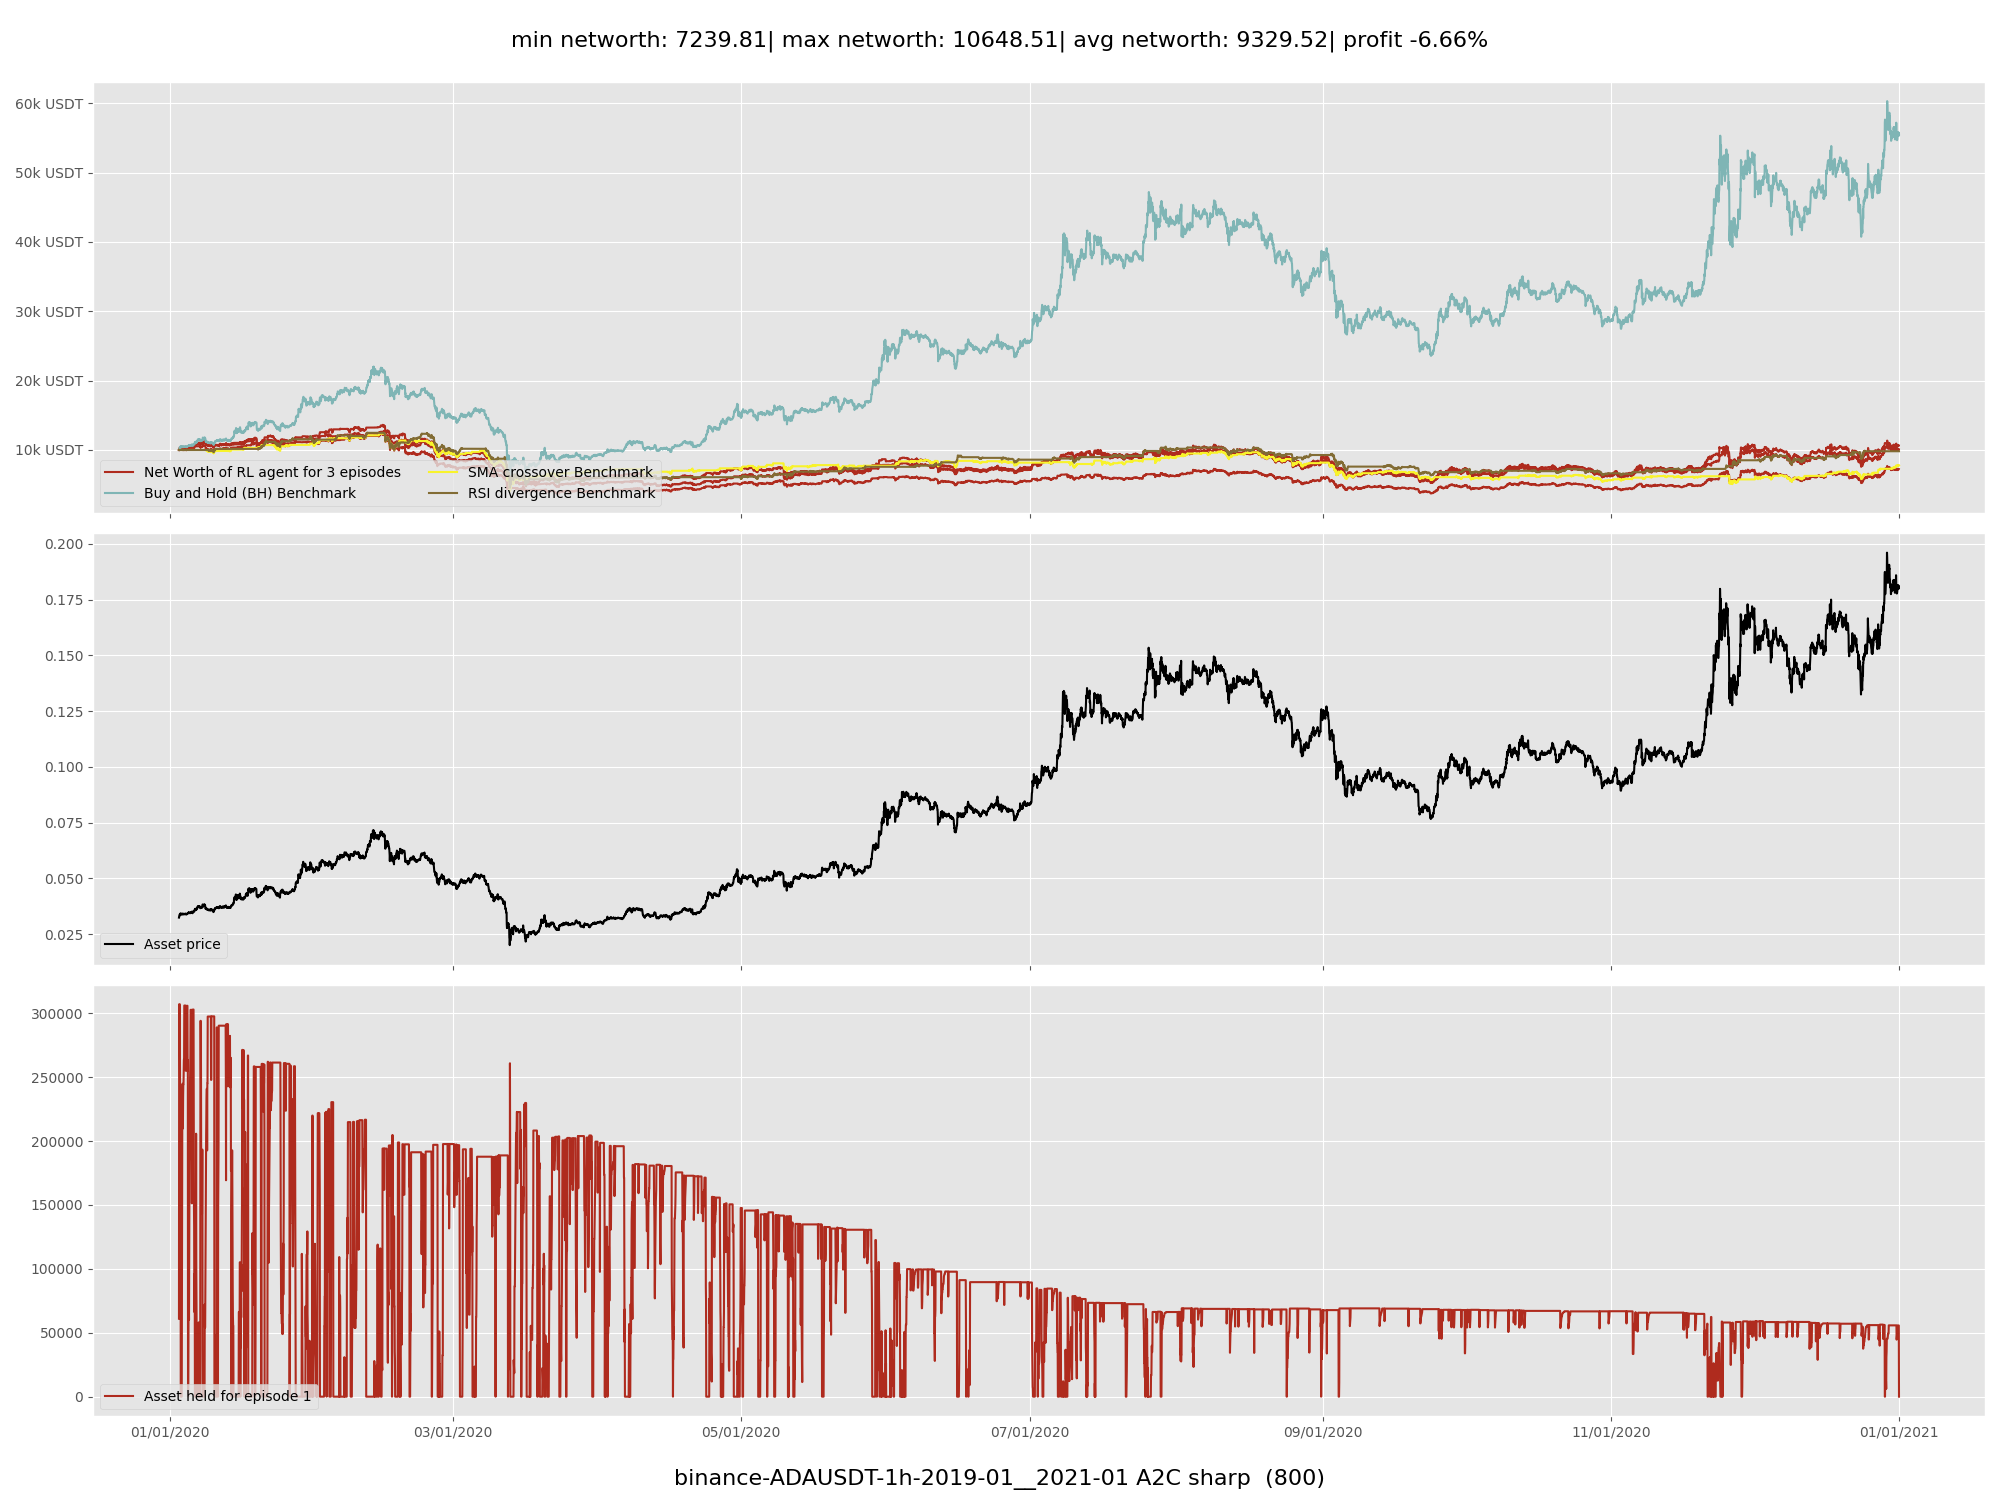 min networth: 7239.81| max networth: 10648.51| avg networth: 9329.52| profit -6.66%
60k USDT
50k USDT
40k USDT
30k USDT
20k USDT
10k USDT
Net Worth of RL agent for 3 episodes
Buy and Hold (BH) Benchmark
SMA crossover Benchmark
RSI divergence Benchmark
0.200
0.175
0.150
0.125
0.100
0.075
0.050
0.025
Asset price
300000
250000
200000
150000
100000
50000
0
Asset held for episode 1
01/01/2020 03/01/2020 05/01/2020 07/01/2020 09/01/2020 11/01/2020 01/01/2021
binance-ADAUSDT-1h-2019-01__2021-01 A2C sharp (800)